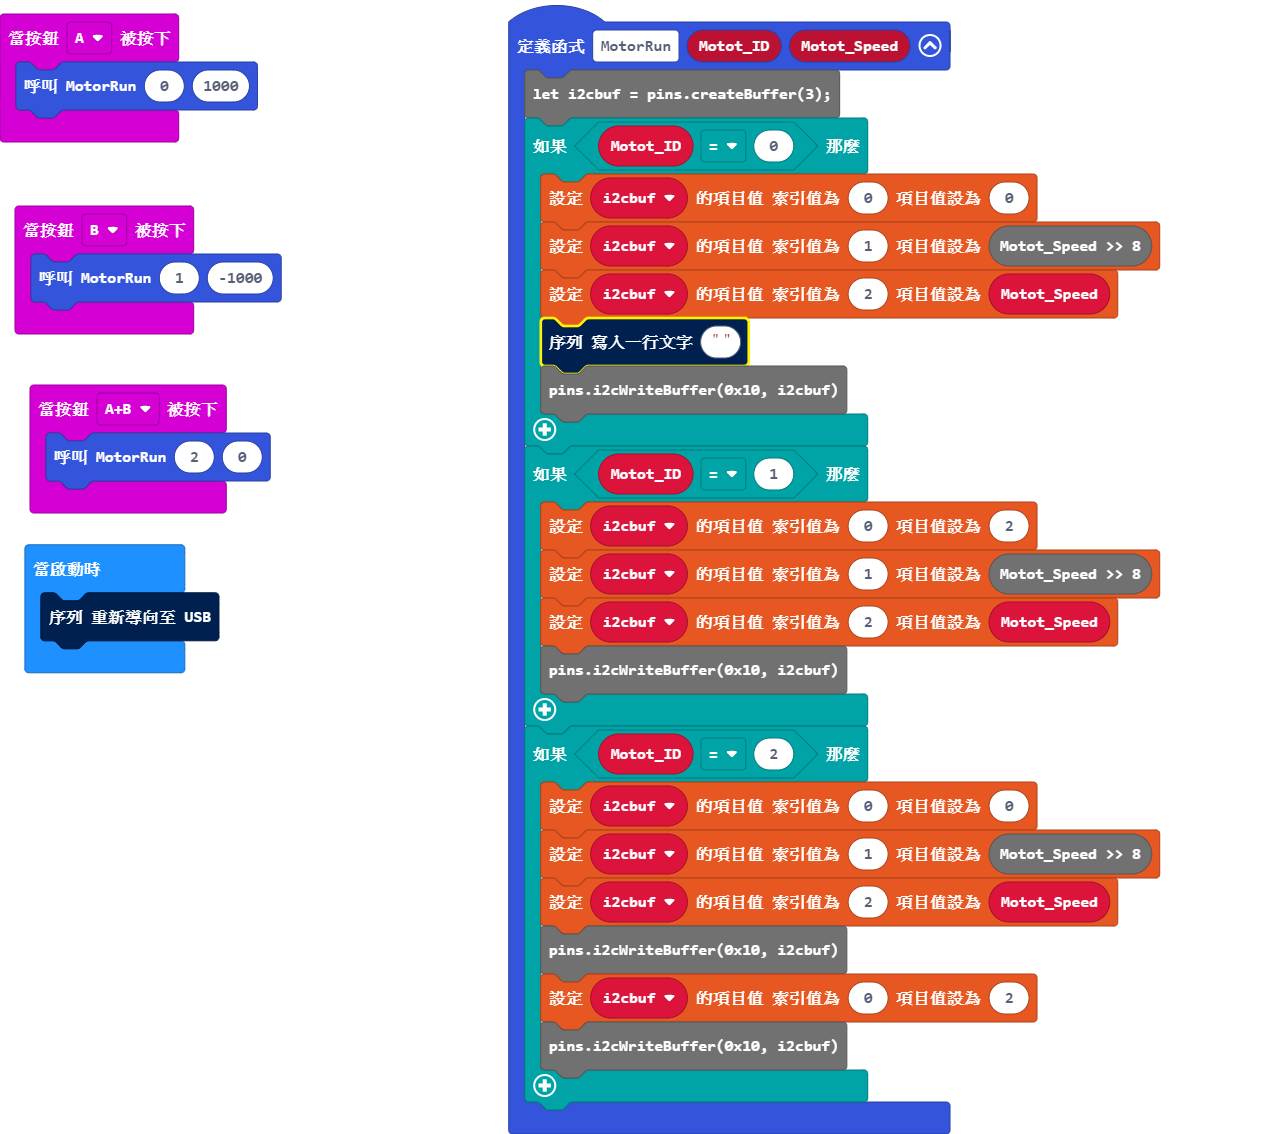 當按鈕 A 被按下
呼叫 MotorRun 0 1000
當按鈕 B 被按下
呼叫 MotorRun 1 -1000
當按鈕 A+B 被按下
呼叫 MotorRun 2 0
當啟動時
序列 重新導向至 USB
定義函式 MotorRun Motot_ID Motot_Speed
let i2cbuf = pins.createBuffer(3);
如果 Motot_ID = 0 那麼
設定 i2cbuf 的項目值 索引值為 0 項目值設為 0
設定 i2cbuf 的項目值 索引值為 1 項目值設為 Motot_Speed >> 8
設定 i2cbuf 的項目值 索引值為 2 項目值設為 Motot_Speed
序列 寫入一行文字 " "
pins.i2cWriteBuffer(0x10, i2cbuf)
如果 Motot_ID = 1 那麼
設定 i2cbuf 的項目值 索引值為 0 項目值設為 2
設定 i2cbuf 的項目值 索引值為 1 項目值設為 Motot_Speed >> 8
設定 i2cbuf 的項目值 索引值為 2 項目值設為 Motot_Speed
pins.i2cWriteBuffer(0x10, i2cbuf)
如果 Motot_ID = 2 那麼
設定 i2cbuf 的項目值 索引值為 0 項目值設為 0
設定 i2cbuf 的項目值 索引值為 1 項目值設為 Motot_Speed >> 8
設定 i2cbuf 的項目值 索引值為 2 項目值設為 Motot_Speed
pins.i2cWriteBuffer(0x10, i2cbuf)
設定 i2cbuf 的項目值 索引值為 0 項目值設為 2
pins.i2cWriteBuffer(0x10, i2cbuf)